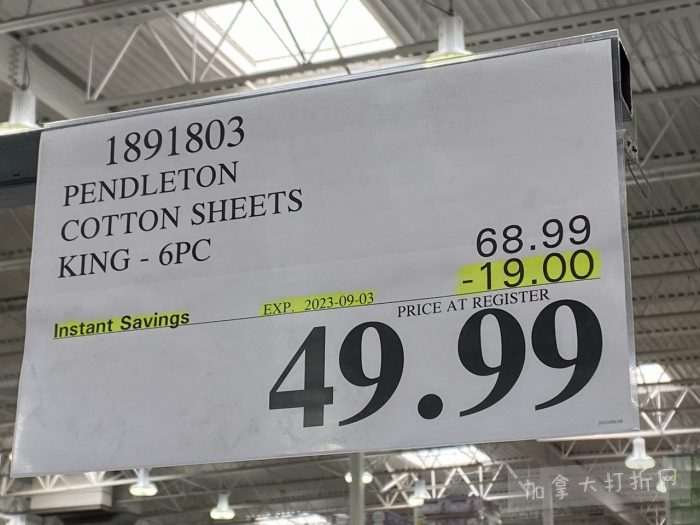 1891803
PENDLETON
COTTON SHEETS
KING - 6PC
68.99
-19.00
Instant Savings
EXP. 2023-09-03
PRICE AT REGISTER
49.99
加拿大打折网